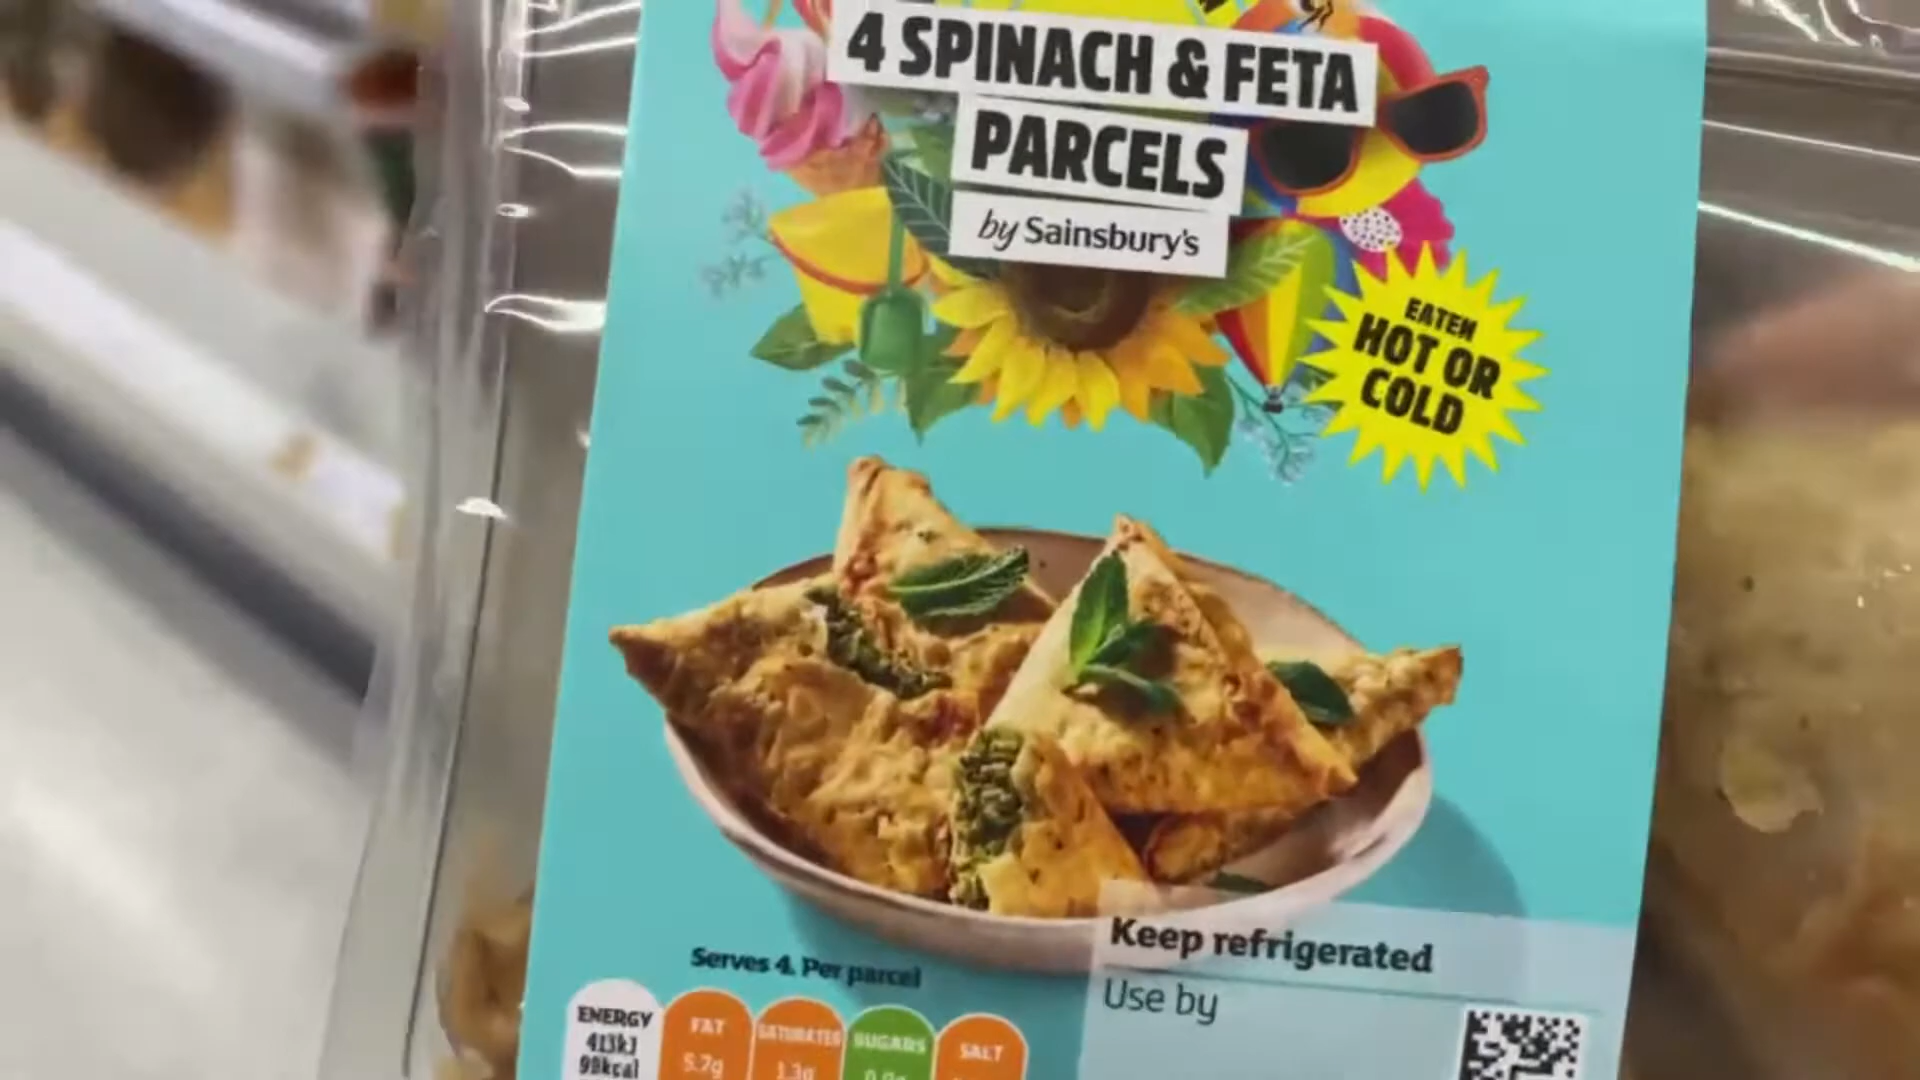 4 SPINACH & FETA
PARCELS
by Sainsbury's
EATEN
HOT OR
COLD
Keep refrigerated
Use by
Serves 4. Per parcel
ENERGY
413kJ
99kcal
FAT
5.7g
SATURATES
1.3g
SUGARS
SALT